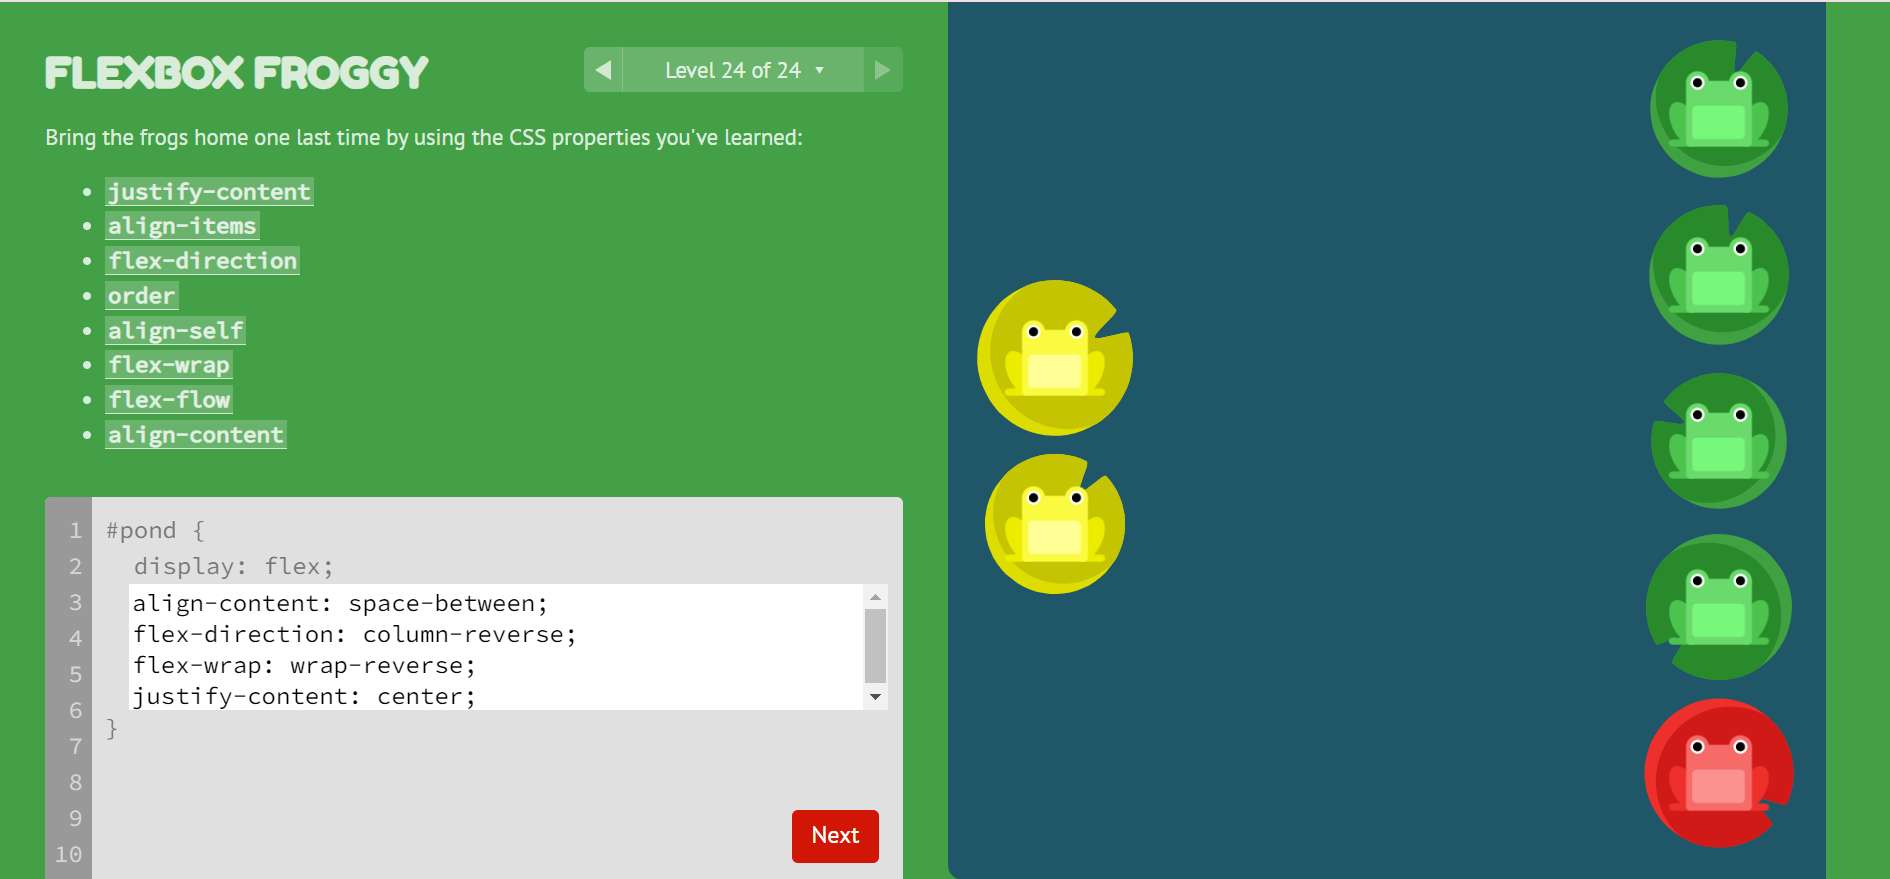 FLEXBOX FROGGY
Level 24 of 24
Bring the frogs home one last time by using the CSS properties you've learned:
justify-content
align-items
flex-direction
order
align-self
flex-wrap
flex-flow
align-content
1 #pond {
2 display: flex;
3 align-content: space-between;
4 flex-direction: column-reverse;
5 flex-wrap: wrap-reverse;
6 justify-content: center;
}
7
8
9
10
Next